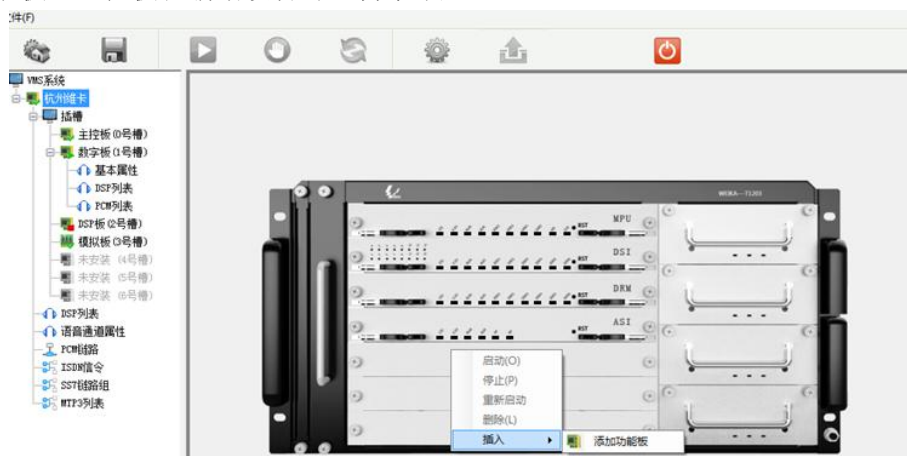 文件(F)
VMS系统
杭州维卡
插槽
主控板(0号槽)
数字板(1号槽)
基本属性
DSP列表
PCM列表
DSP板(2号槽)
模拟板(3号槽)
未安装 (4号槽)
未安装 (5号槽)
未安装 (6号槽)
DSP列表
语音通道属性
PCM链路
ISDN信令
SS7链路组
MTP3列表
MPU
RST
DSI
RST
DRM
RST
ASI
RST
启动(O)
停止(P)
重新启动
删除(L)
插入
添加功能板